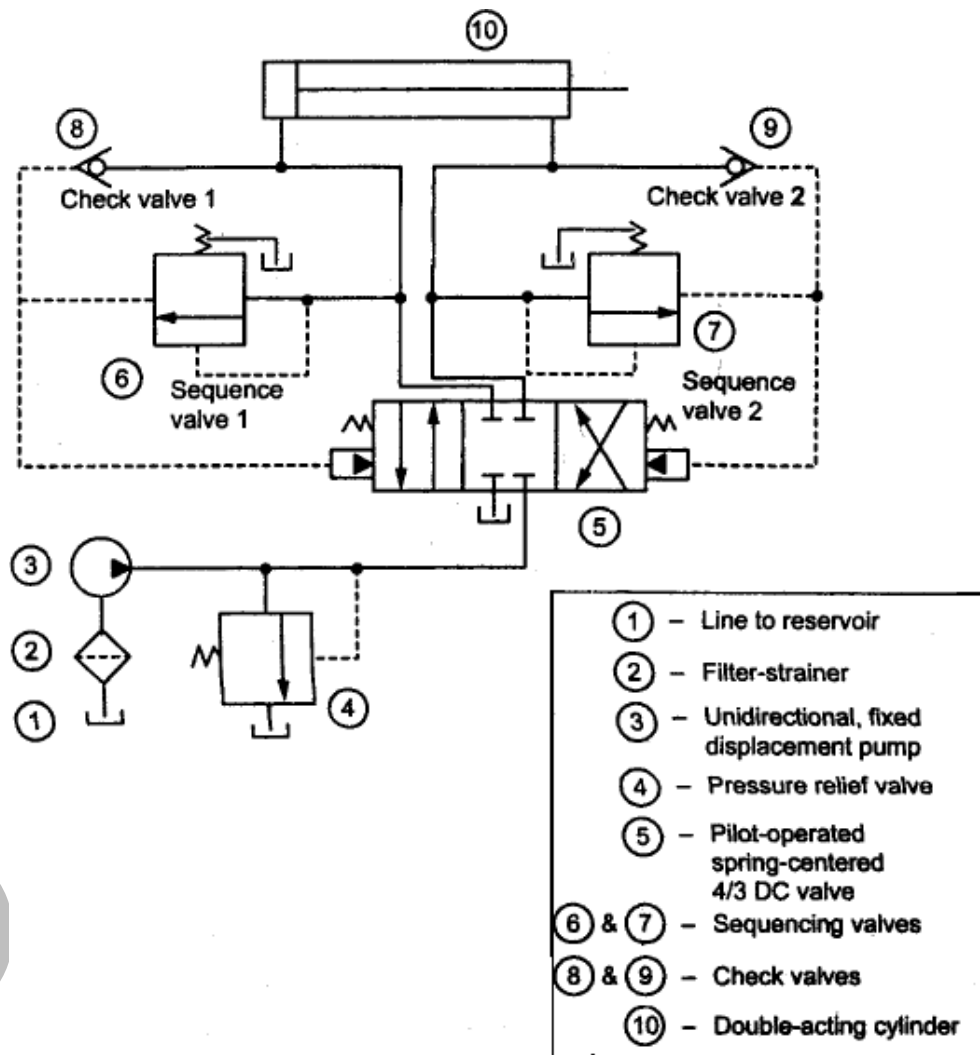 10
8
9
Check valve 1
Check valve 2
6
7
Sequence
valve 1
Sequence
valve 2
5
3
2
1
4
1 – Line to reservoir
2 – Filter-strainer
3 – Unidirectional, fixed
displacement pump
4 – Pressure relief valve
5 – Pilot-operated
spring-centered
4/3 DC valve
6 & 7 – Sequencing valves
8 & 9 – Check valves
10 – Double-acting cylinder